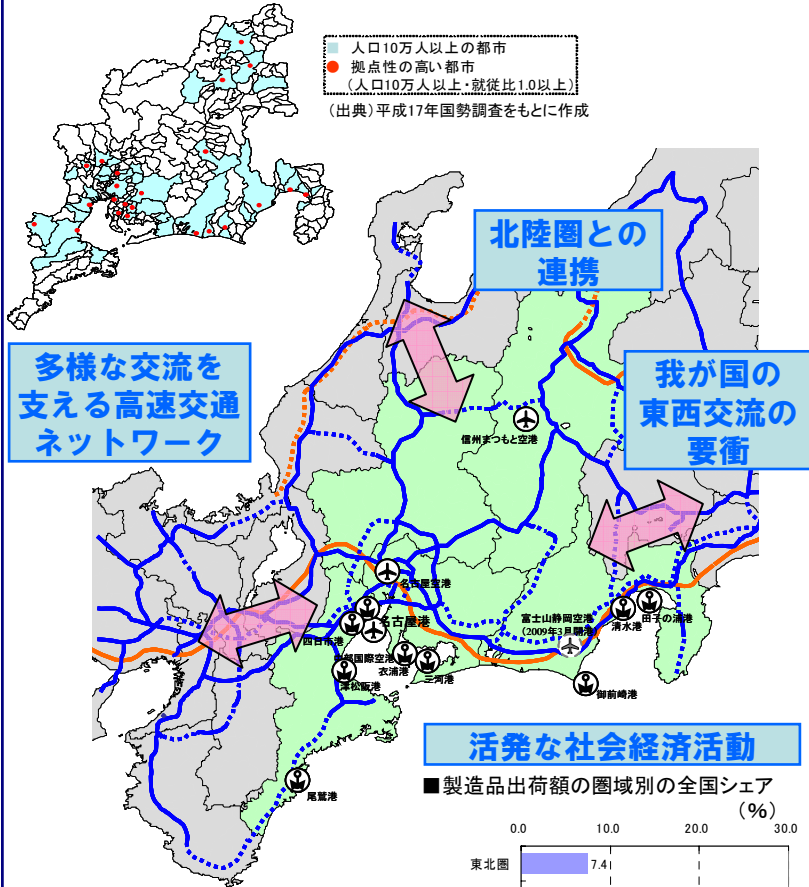 人口10万人以上の都市
拠点性の高い都市
(人口10万人以上・就従比1.0以上)
(出典)平成17年国勢調査をもとに作成
北陸圏との
連携
多様な交流を
支える高速交通
ネットワーク
我が国の
東西交流の
要衝
信州まつもと空港
名古屋空港
名古屋港
四日市港
中部国際空港
衣浦港
三河港
津松阪港
富士山静岡空港
(2009年3月開港)
清水港
田子の浦港
御前崎港
尾鷲港
活発な社会経済活動
■製造品出荷額の圏域別の全国シェア
(%)
0.0 10.0 20.0 30.0
東北圏 7.4